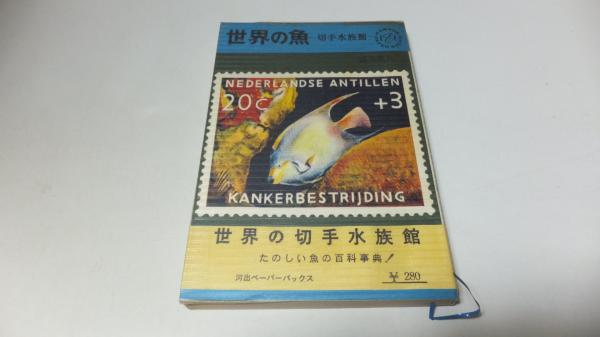 世界の魚 —切手水族館—
NEDERLANDSE ANTILLEN
20c +3
KANKERBESTRIJDING
世界の切手水族館
たのしい魚の百科事典!
河出ペーパーバックス
¥ 280